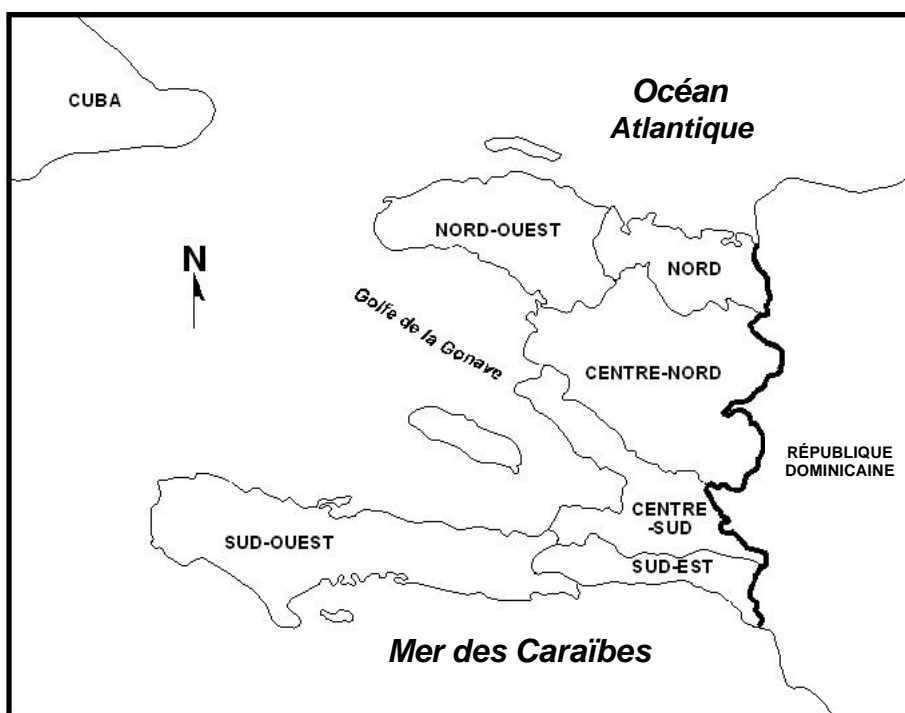 Océan
Atlantique
CUBA
NORD-OUEST
N
NORD
Golfe de la Gonave
CENTRE-NORD
RÉPUBLIQUE
DOMINICAINE
CENTRE
-SUD
SUD-OUEST
SUD-EST
Mer des Caraïbes